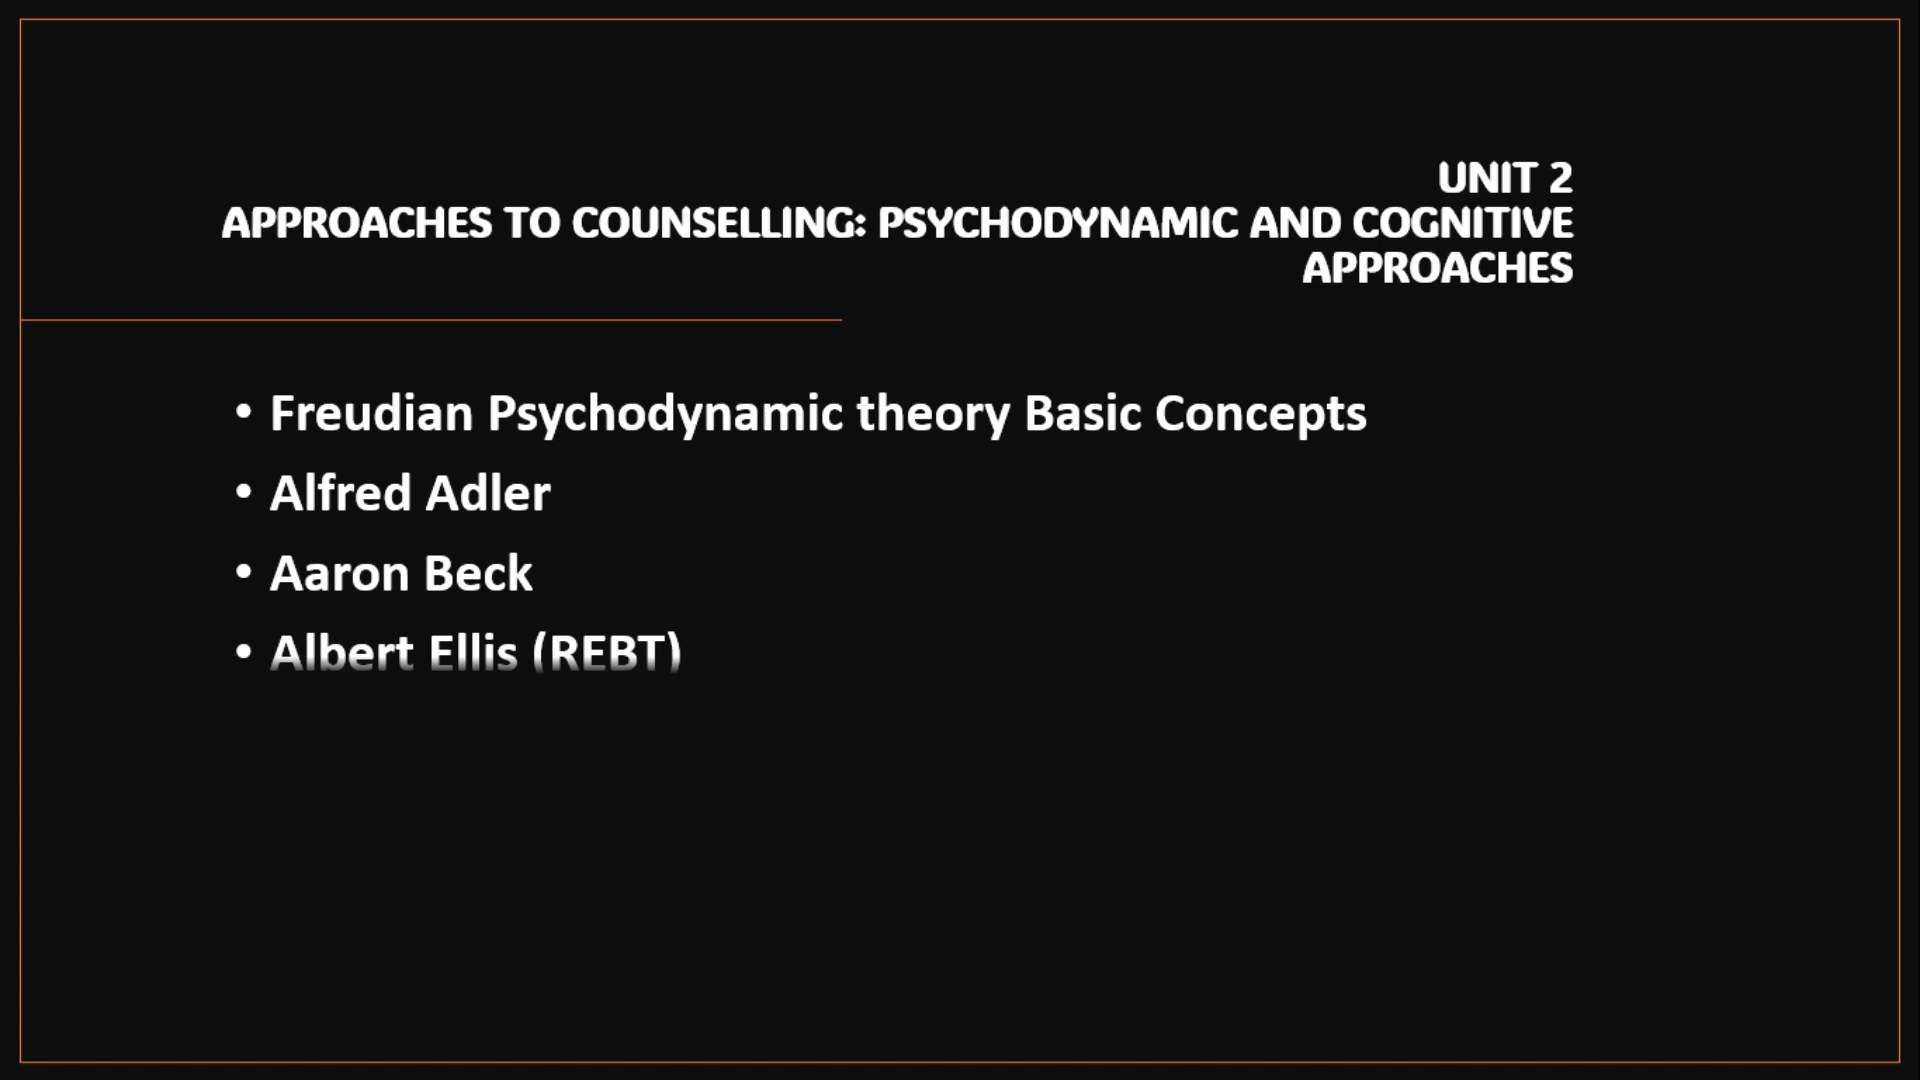 UNIT 2
APPROACHES TO COUNSELLING: PSYCHODYNAMIC AND COGNITIVE
APPROACHES
• Freudian Psychodynamic theory Basic Concepts
• Alfred Adler
• Aaron Beck
• Albert Ellis (REBT)